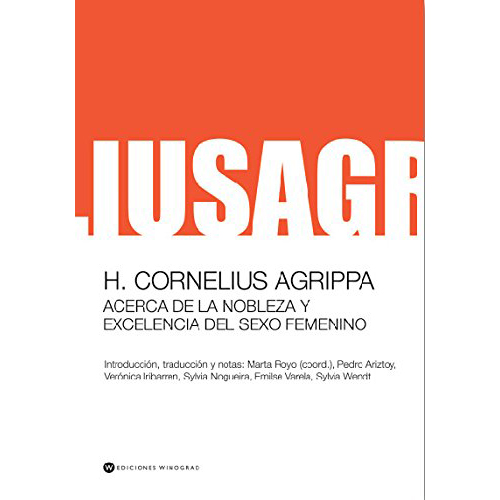 LIUSAGR
H. CORNELIUS AGRIPPA
ACERCA DE LA NOBLEZA Y
EXCELENCIA DEL SEXO FEMENINO
Introducción, traducción y notas: Marta Royo (coord.), Pedro Ariztoy,
Verónica Iribarren, Sylvia Nogueira, Emilse Varela, Sylvia Wendt
W EDICIONES WINOGRAD